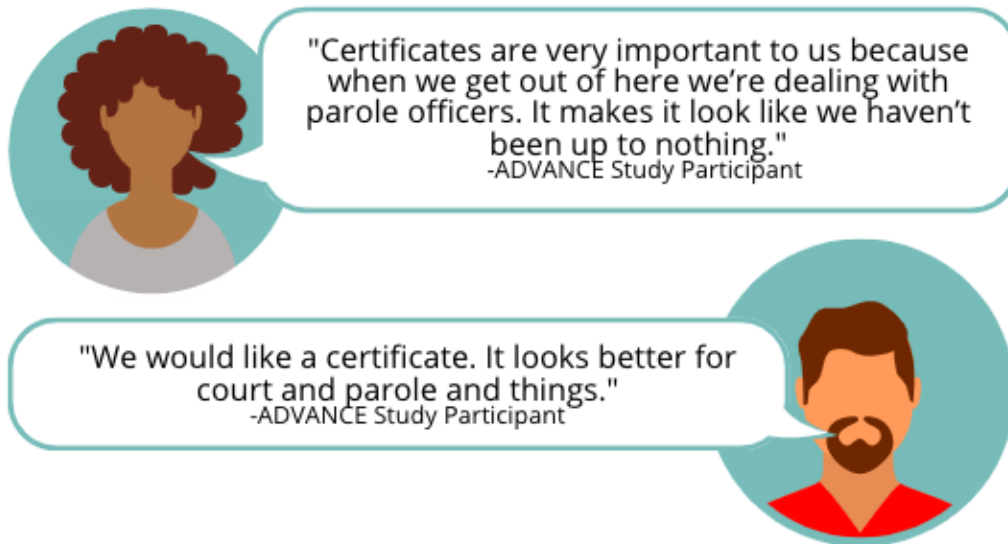 "Certificates are very important to us because
when we get out of here we’re dealing with
parole officers. It makes it look like we haven’t
been up to nothing."
-ADVANCE Study Participant
"We would like a certificate. It looks better for
court and parole and things."
-ADVANCE Study Participant